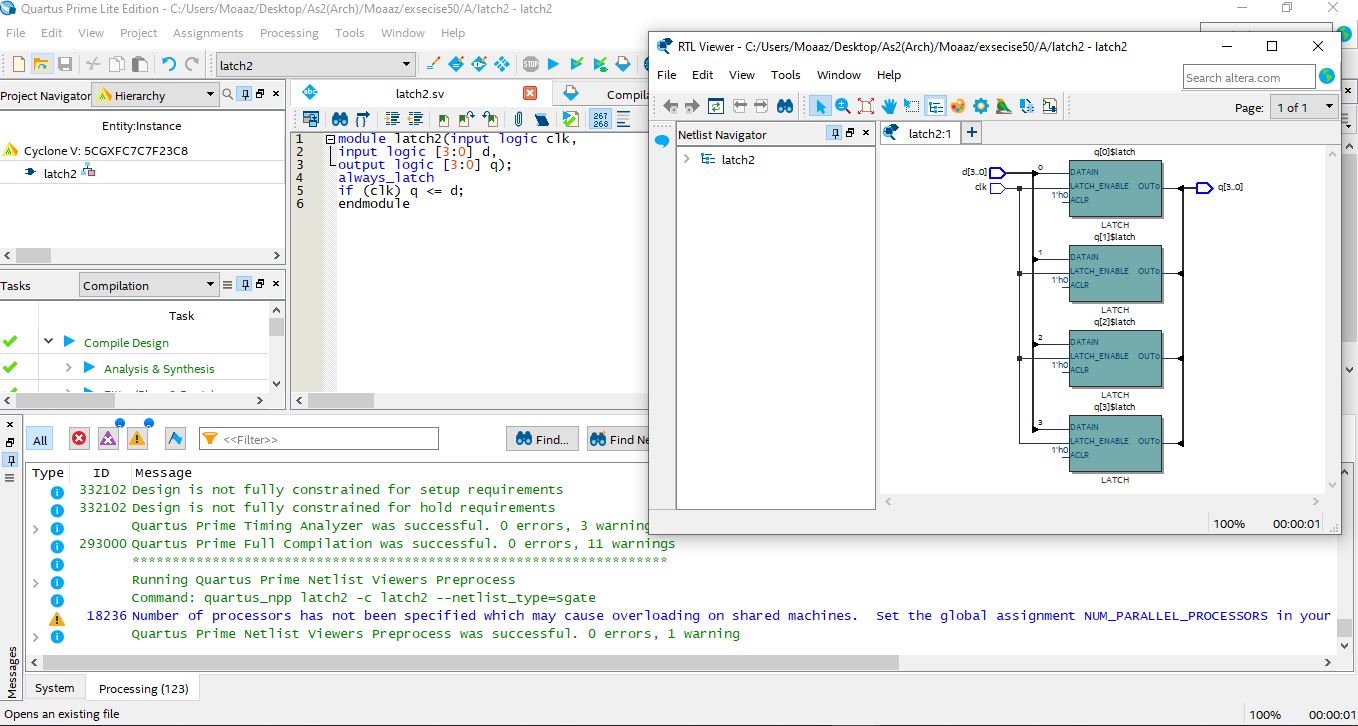 Quartus Prime Lite Edition - C:/Users/Moaaz/Desktop/As2(Arch)/Moaaz/exsecise50/A/latch2 - latch2
File Edit View Project Assignments Processing Tools Window Help
latch2
Project Navigator Hierarchy
Entity:Instance
Cyclone V: 5CGXFC7C7F23C8
latch2
Tasks Compilation
Task
Compile Design
Analysis & Synthesis
abc latch2.sv
Compila
267
268
1 module latch2(input logic clk,
2 input logic [3:0] d,
3 output logic [3:0] q);
4 always_latch
5 if (clk) q <= d;
6 endmodule
RTL Viewer - C:/Users/Moaaz/Desktop/As2(Arch)/Moaaz/exsecise50/A/latch2 - latch2
File Edit View Tools Window Help
Search altera.com
Page: 1 of 1
Netlist Navigator
latch2
latch2:1
q[0]$latch
d[3..0] 0 DATAIN
clk LATCH_ENABLE OUT0 q[3..0]
1'h0 ACLR
LATCH
q[1]$latch
1 DATAIN
LATCH_ENABLE OUT0
1'h0 ACLR
LATCH
q[2]$latch
2 DATAIN
LATCH_ENABLE OUT0
1'h0 ACLR
LATCH
q[3]$latch
3 DATAIN
LATCH_ENABLE OUT0
1'h0 ACLR
LATCH
100% 00:00:01
All <<Filter>> Find... Find Ne
Type ID Message
332102 Design is not fully constrained for setup requirements
332102 Design is not fully constrained for hold requirements
Quartus Prime Timing Analyzer was successful. 0 errors, 3 warning
293000 Quartus Prime Full Compilation was successful. 0 errors, 11 warnings
*******************************************************************
Running Quartus Prime Netlist Viewers Preprocess
Command: quartus_npp latch2 -c latch2 --netlist_type=sgate
18236 Number of processors has not been specified which may cause overloading on shared machines. Set the global assignment NUM_PARALLEL_PROCESSORS in your
Quartus Prime Netlist Viewers Preprocess was successful. 0 errors, 1 warning
Messages
System Processing (123)
Opens an existing file 100% 00:00:01